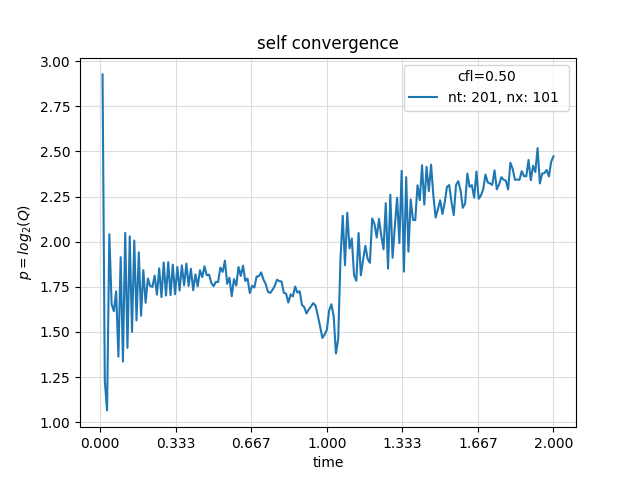 self convergence
cfl=0.50
nt: 201, nx: 101
p = log₂(Q)
3.00
2.75
2.50
2.25
2.00
1.75
1.50
1.25
1.00
0.000 0.333 0.667 1.000 1.333 1.667 2.000
time